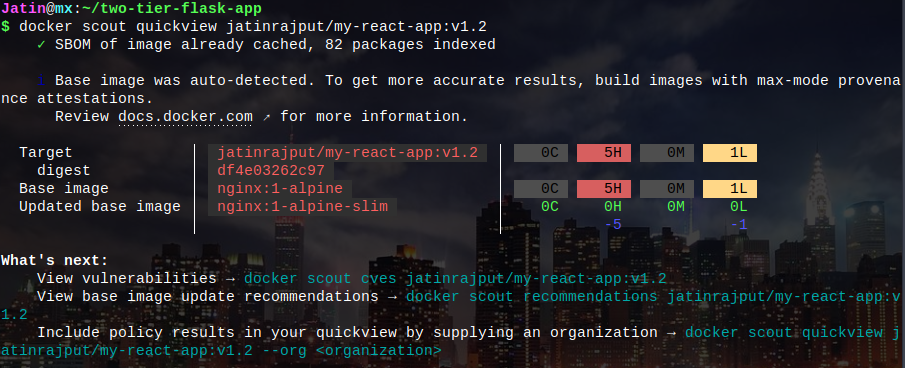 Jatin@mx:~/two-tier-flask-app
$ docker scout quickview jatinrajput/my-react-app:v1.2
✓ SBOM of image already cached, 82 packages indexed
i Base image was auto-detected. To get more accurate results, build images with max-mode provena
nce attestations.
Review docs.docker.com ↗ for more information.
Target │ jatinrajput/my-react-app:v1.2 │ 0C 5H 0M 1L
digest │ df4e03262c97 │
Base image │ nginx:1-alpine │ 0C 5H 0M 1L
Updated base image │ nginx:1-alpine-slim │ 0C 0H 0M 0L
│ │ -5 -1
What's next:
View vulnerabilities → docker scout cves jatinrajput/my-react-app:v1.2
View base image update recommendations → docker scout recommendations jatinrajput/my-react-app:v
1.2
Include policy results in your quickview by supplying an organization → docker scout quickview j
atinrajput/my-react-app:v1.2 --org <organization>